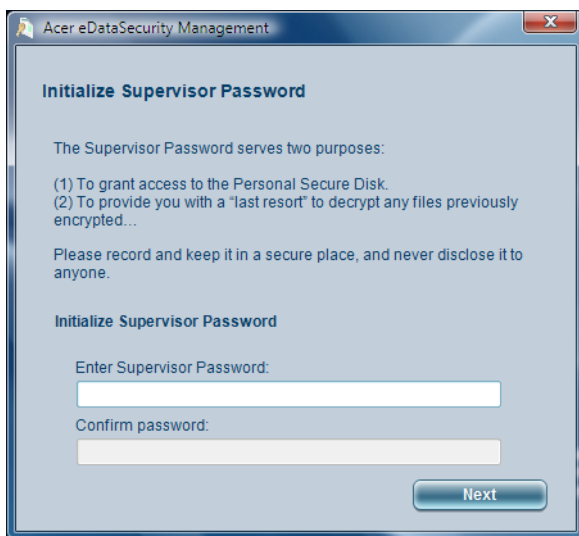 Acer eDataSecurity Management
Initialize Supervisor Password
The Supervisor Password serves two purposes:
(1) To grant access to the Personal Secure Disk.
(2) To provide you with a “last resort” to decrypt any files previously
encrypted…
Please record and keep it in a secure place, and never disclose it to
anyone.
Initialize Supervisor Password
Enter Supervisor Password:
Confirm password:
Next